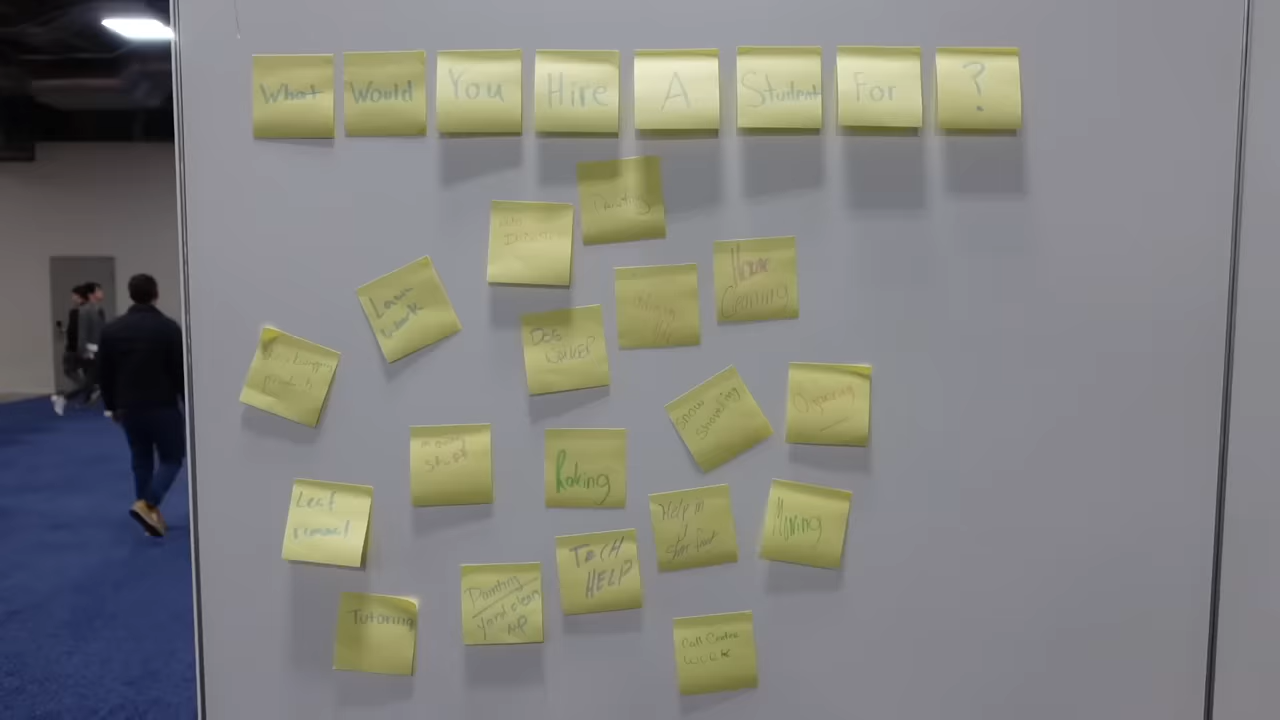 What Would You Hire A Student For ?
Painting
Lawn
work
House
Cleaning
Dog
WALKER
Snow
Shoveling
Organizing
Raking
Leaf
removal
Help in
Store front
Moving
TECH
HELP
Painting
Yard clean
UP
Tutoring
Call Centre
WORK